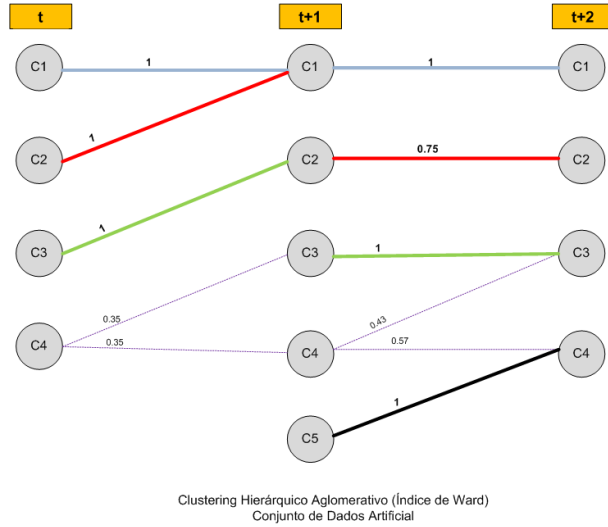 t
t+1
t+2
C1
1
C1
1
C1
1
C2
C2
0.75
C2
1
C3
C3
1
C3
0.35
0.43
C4
0.35
C4
0.57
C4
1
C5
Clustering Hierárquico Aglomerativo (Índice de Ward)
Conjunto de Dados Artificial